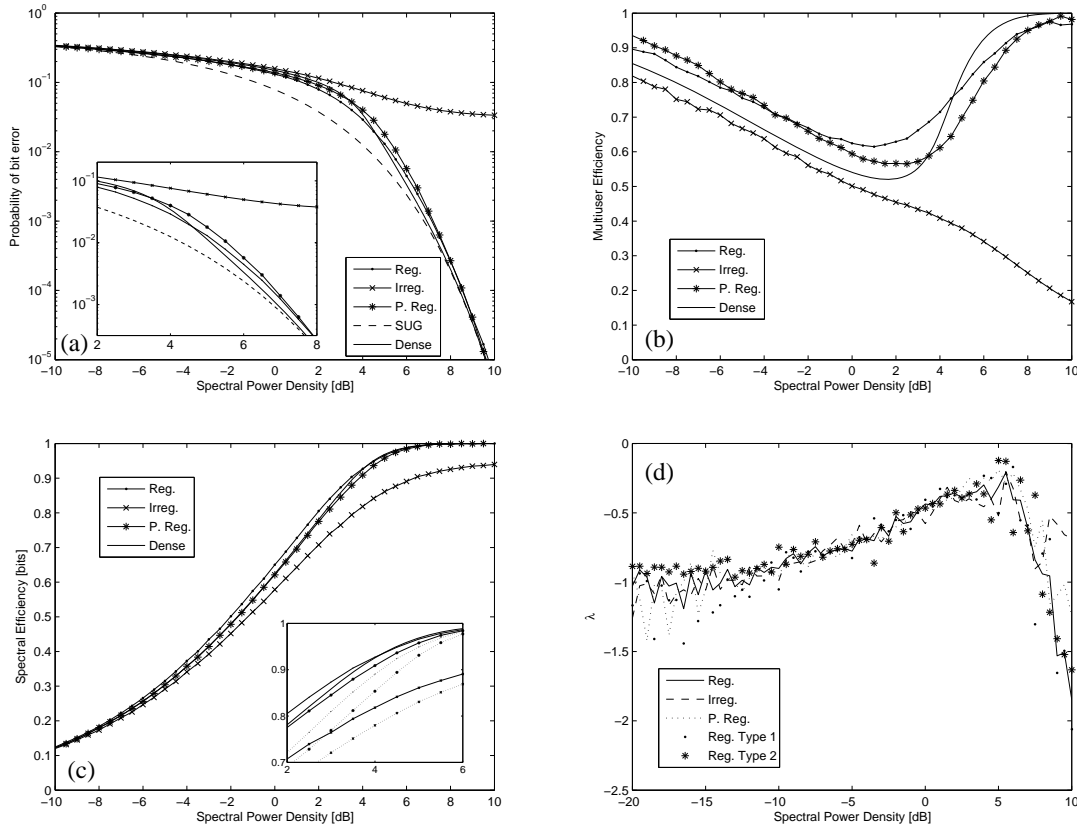 10^0
10^-1
10^-2
10^-3
10^-4
10^-5
Probability of bit error
10^-1
10^-2
10^-3
2 4 6 8
Reg.
Irreg.
P. Reg.
SUG
Dense
(a)
-10 -8 -6 -4 -2 0 2 4 6 8 10
Spectral Power Density [dB]
1
0.9
0.8
0.7
0.6
0.5
0.4
0.3
0.2
0.1
0
Multiuser Efficiency
Reg.
Irreg.
P. Reg.
Dense
(b)
-10 -8 -6 -4 -2 0 2 4 6 8 10
Spectral Power Density [dB]
1
0.9
0.8
0.7
0.6
0.5
0.4
0.3
0.2
0.1
0
Spectral Efficiency [bits]
Reg.
Irreg.
P. Reg.
Dense
1
0.9
0.8
0.7
2 4 6
(c)
-10 -8 -6 -4 -2 0 2 4 6 8 10
Spectral Power Density [dB]
0
-0.5
-1
-1.5
-2
-2.5
λ
(d)
Reg.
Irreg.
P. Reg.
Reg. Type 1
Reg. Type 2
-20 -15 -10 -5 0 5 10
Spectral Power Density [dB]